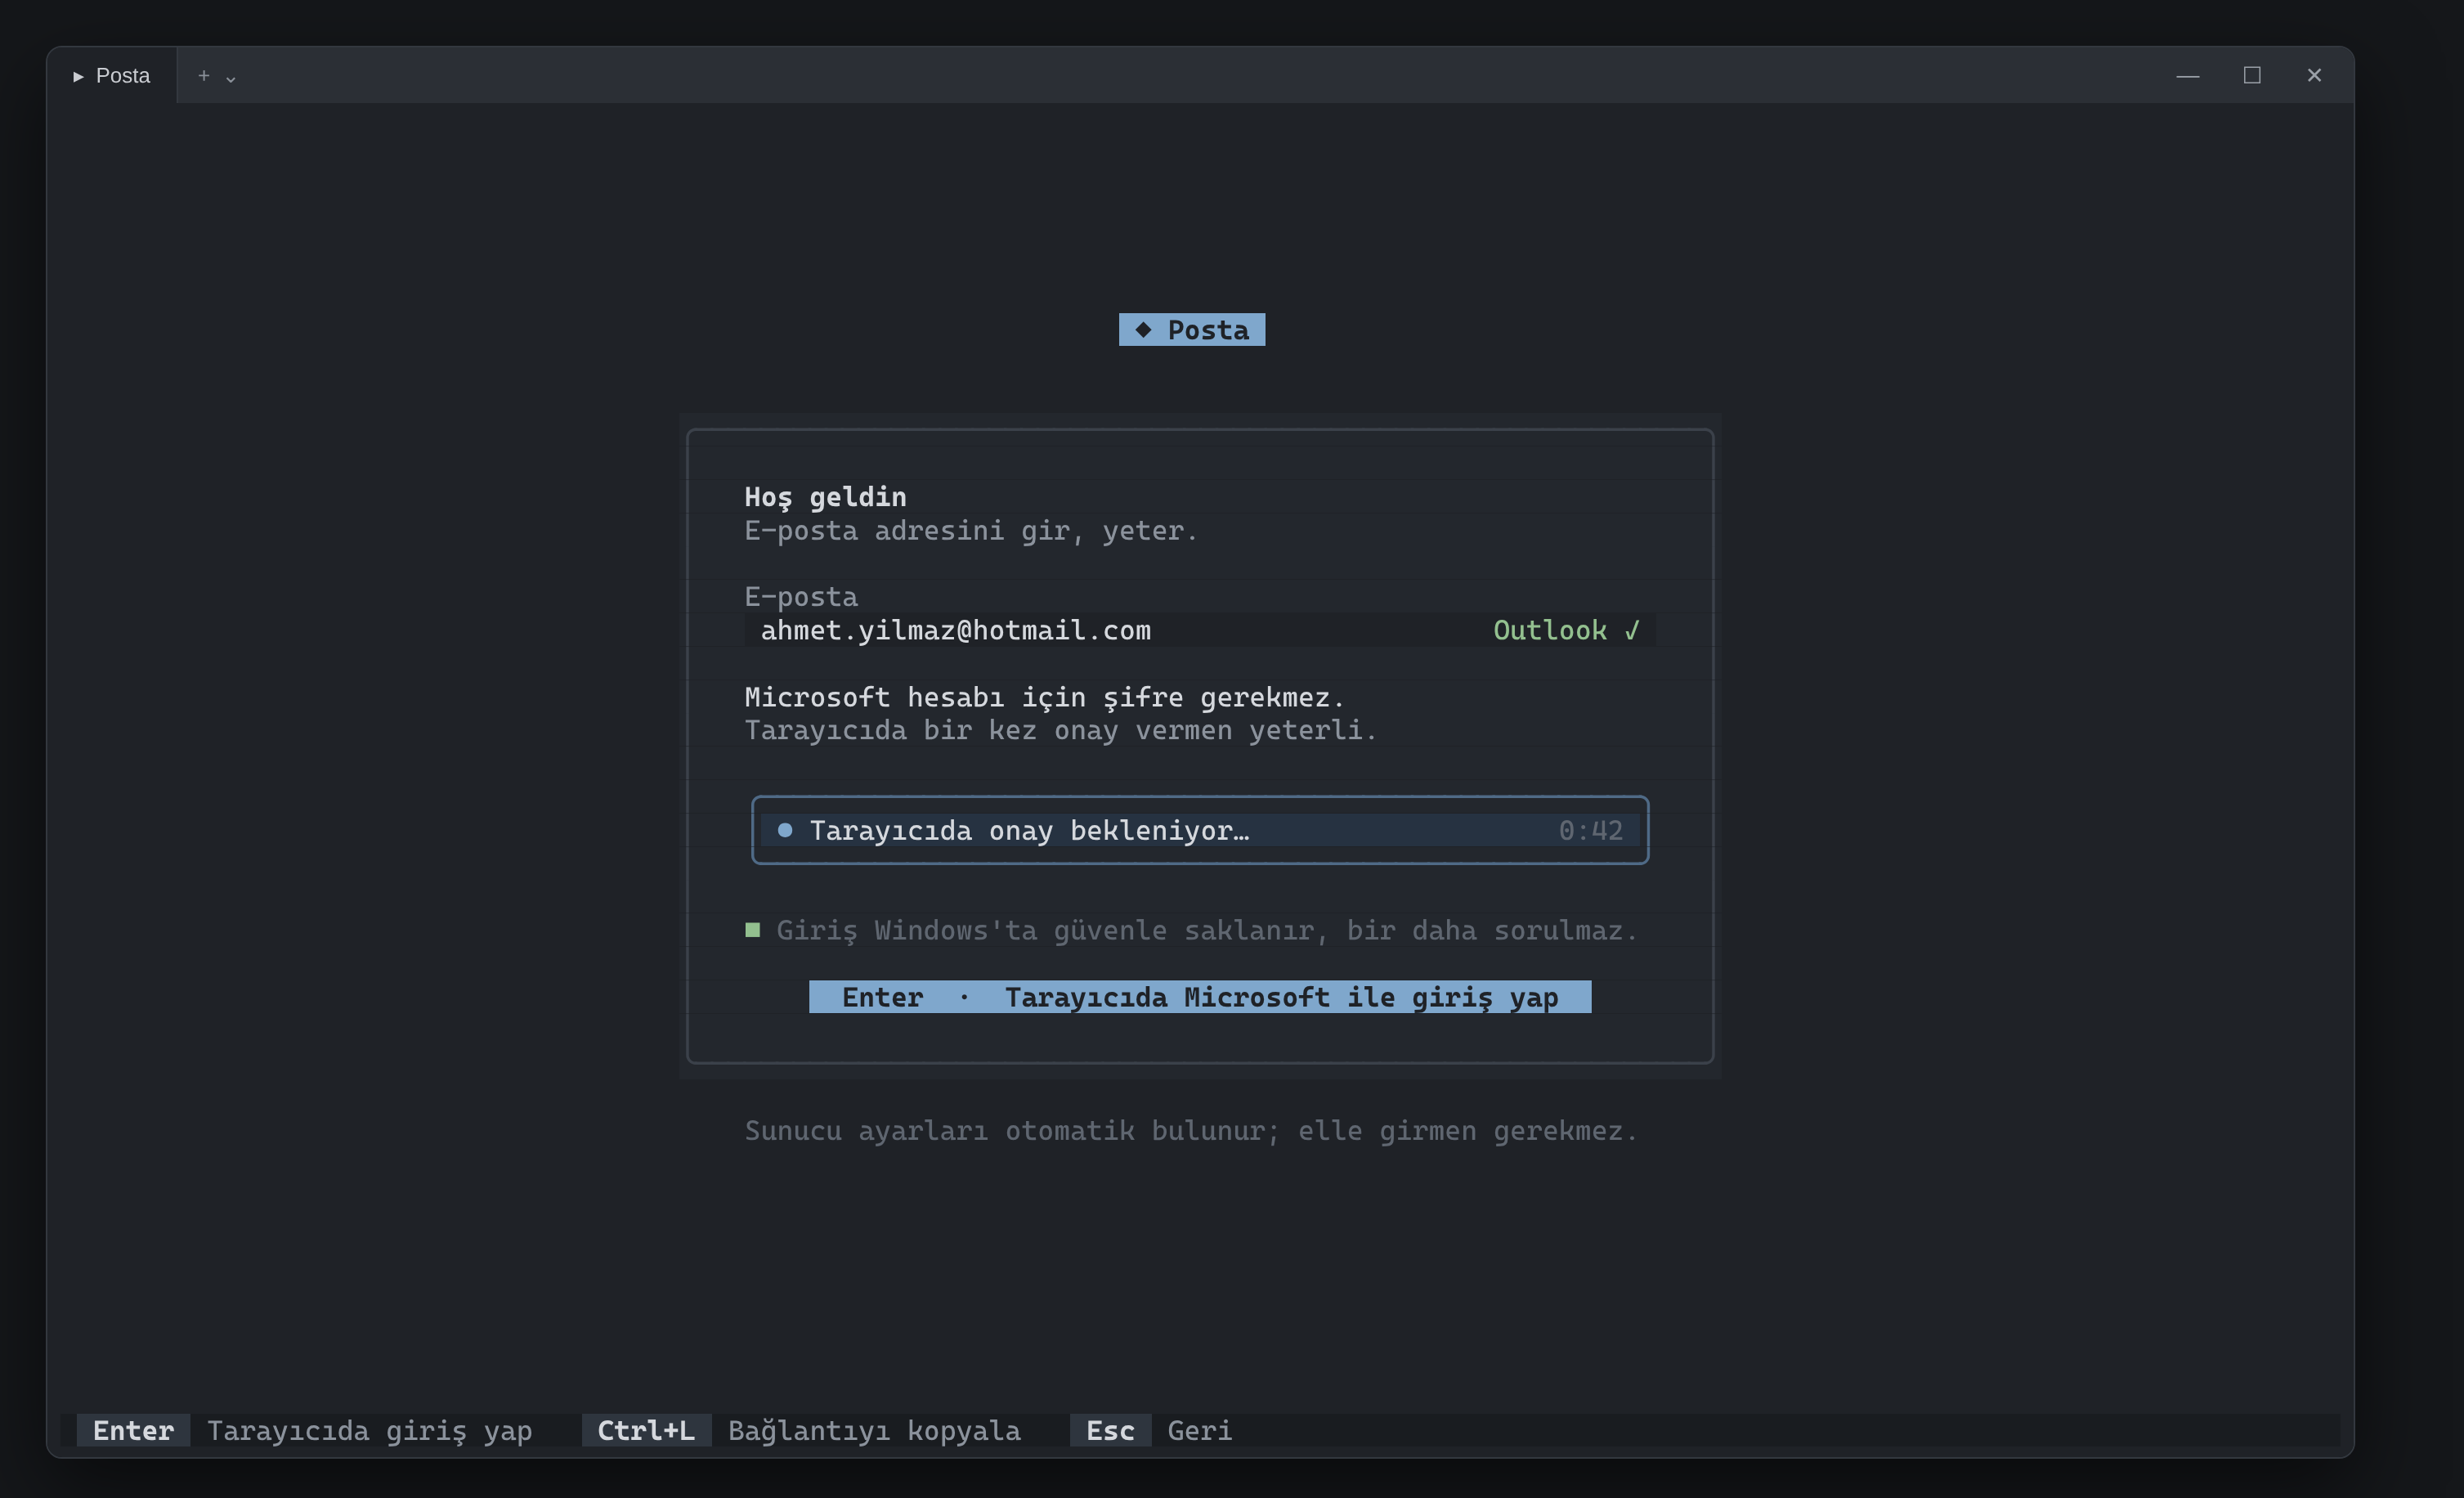 Posta
◆ Posta
Hoş geldin
E-posta adresini gir, yeter.
E-posta
ahmet.yilmaz@hotmail.com Outlook ✓
Microsoft hesabı için şifre gerekmez.
Tarayıcıda bir kez onay vermen yeterli.
● Tarayıcıda onay bekleniyor… 0:42
■ Giriş Windows'ta güvenle saklanır, bir daha sorulmaz.
Enter · Tarayıcıda Microsoft ile giriş yap
Sunucu ayarları otomatik bulunur; elle girmen gerekmez.
Enter Tarayıcıda giriş yap Ctrl+L Bağlantıyı kopyala Esc Geri